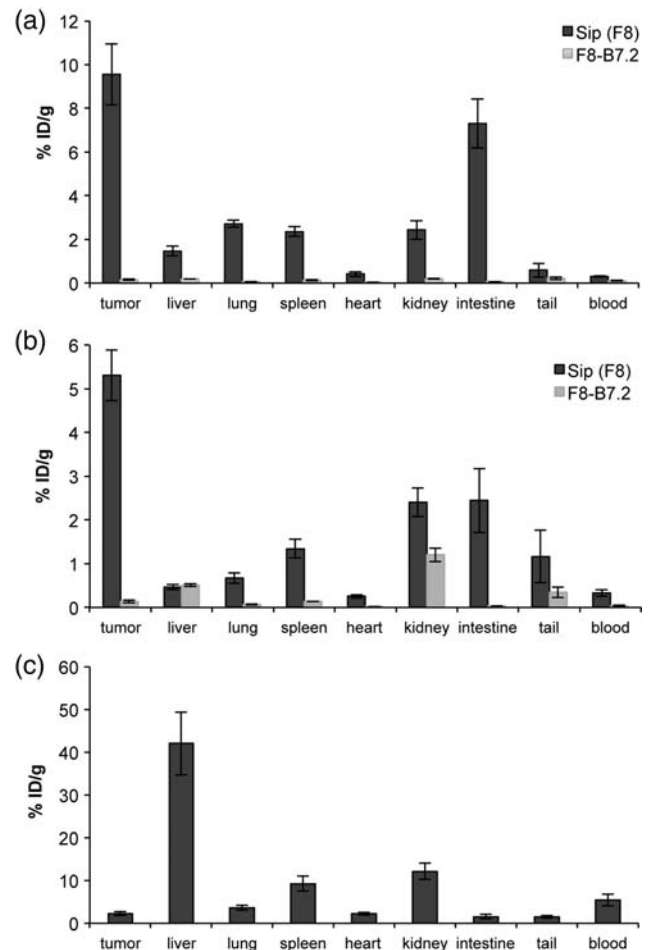 (a)
Sip (F8)
F8-B7.2
12
10
8
6
4
2
0
% ID/g
tumor liver lung spleen heart kidney intestine tail blood
(b)
Sip (F8)
F8-B7.2
6
5
4
3
2
1
0
% ID/g
tumor liver lung spleen heart kidney intestine tail blood
(c)
60
50
40
30
20
10
0
% ID/g
tumor liver lung spleen heart kidney intestine tail blood